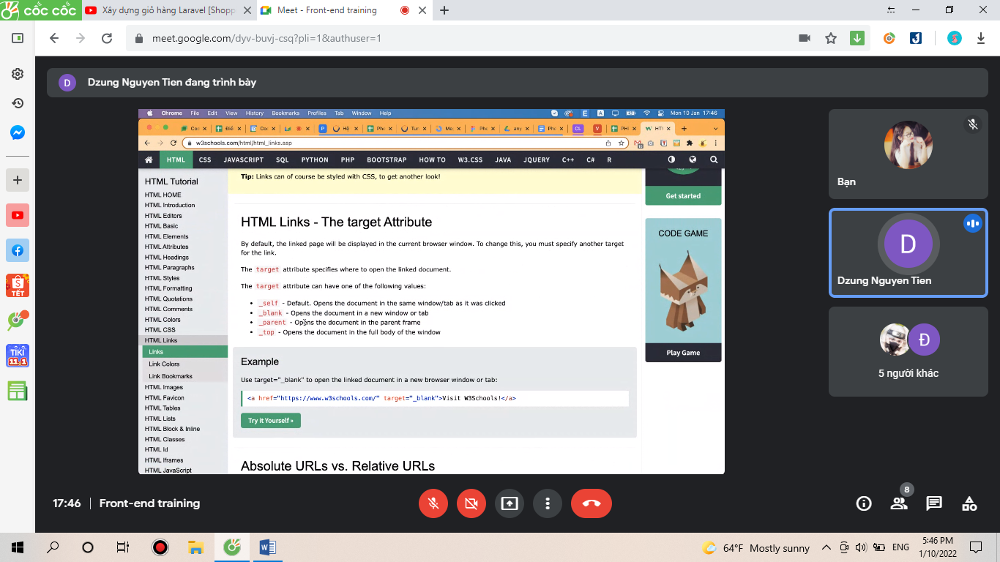 cốc cốc
Xây dựng giỏ hàng Laravel [Shopp
Meet - Front-end training
meet.google.com/dyv-buvj-csq?pli=1&authuser=1
D
Dzung Nguyen Tien đang trình bày
Chrome File Edit View History Bookmarks Profiles Tab Window Help
Mon 10 Jan 17:46
w3schools.com/html/html_links.asp
HTML CSS JAVASCRIPT SQL PYTHON PHP BOOTSTRAP HOW TO W3.CSS JAVA JQUERY C++ C# R
HTML Tutorial
HTML HOME
HTML Introduction
HTML Editors
HTML Basic
HTML Elements
HTML Attributes
HTML Headings
HTML Paragraphs
HTML Styles
HTML Formatting
HTML Quotations
HTML Comments
HTML Colors
HTML CSS
HTML Links
Links
Link Colors
Link Bookmarks
HTML Images
HTML Favicon
HTML Tables
HTML Lists
HTML Block & Inline
HTML Classes
HTML Id
HTML Iframes
HTML JavaScript
Tip: Links can of course be styled with CSS, to get another look!
HTML Links - The target Attribute
By default, the linked page will be displayed in the current browser window. To change this, you must specify another target
for the link.
The target attribute specifies where to open the linked document.
The target attribute can have one of the following values:
• _self - Default. Opens the document in the same window/tab as it was clicked
• _blank - Opens the document in a new window or tab
• _parent - Opens the document in the parent frame
• _top - Opens the document in the full body of the window
Example
Use target="_blank" to open the linked document in a new browser window or tab:
<a href="https://www.w3schools.com/" target="_blank">Visit W3Schools!</a>
Try it Yourself »
Absolute URLs vs. Relative URLs
Get started
CODE GAME
Play Game
Bạn
D
Dzung Nguyen Tien
Đ
5 người khác
TẾT
TIKI
11.1
17:46 | Front-end training
8
64°F Mostly sunny
ENG
5:46 PM
1/10/2022